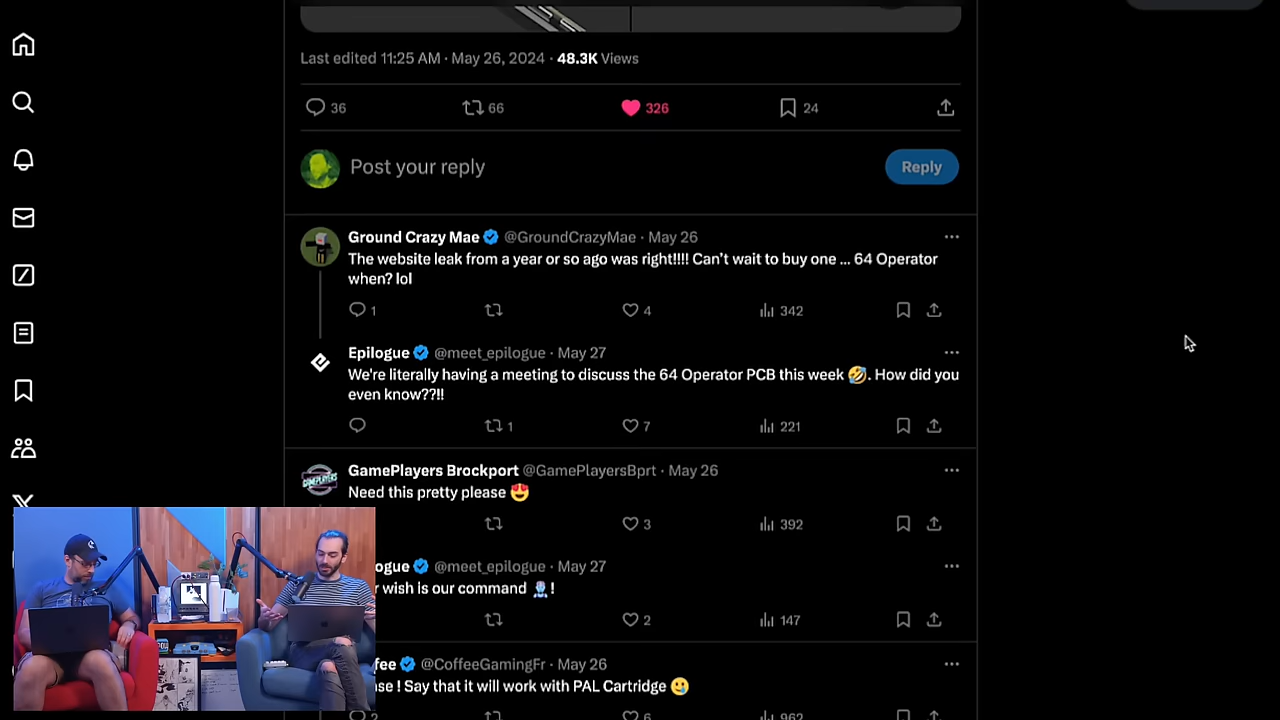 Last edited 11:25 AM · May 26, 2024 · 48.3K Views
36 66 326 24
Post your reply
Reply
Ground Crazy Mae @GroundCrazyMae · May 26
The website leak from a year or so ago was right!!!! Can't wait to buy one ... 64 Operator
when? lol
1 4 342
Epilogue @meet_epilogue · May 27
We're literally having a meeting to discuss the 64 Operator PCB this week 🤣. How did you
even know??!!
1 7 221
GamePlayers Brockport @GamePlayersBprt · May 26
Need this pretty please 😍
3 392
ogue @meet_epilogue · May 27
wish is our command 🧞!
2 147
fee @CoffeeGamingFr · May 26
se ! Say that it will work with PAL Cartridge 🥲
2 6 962